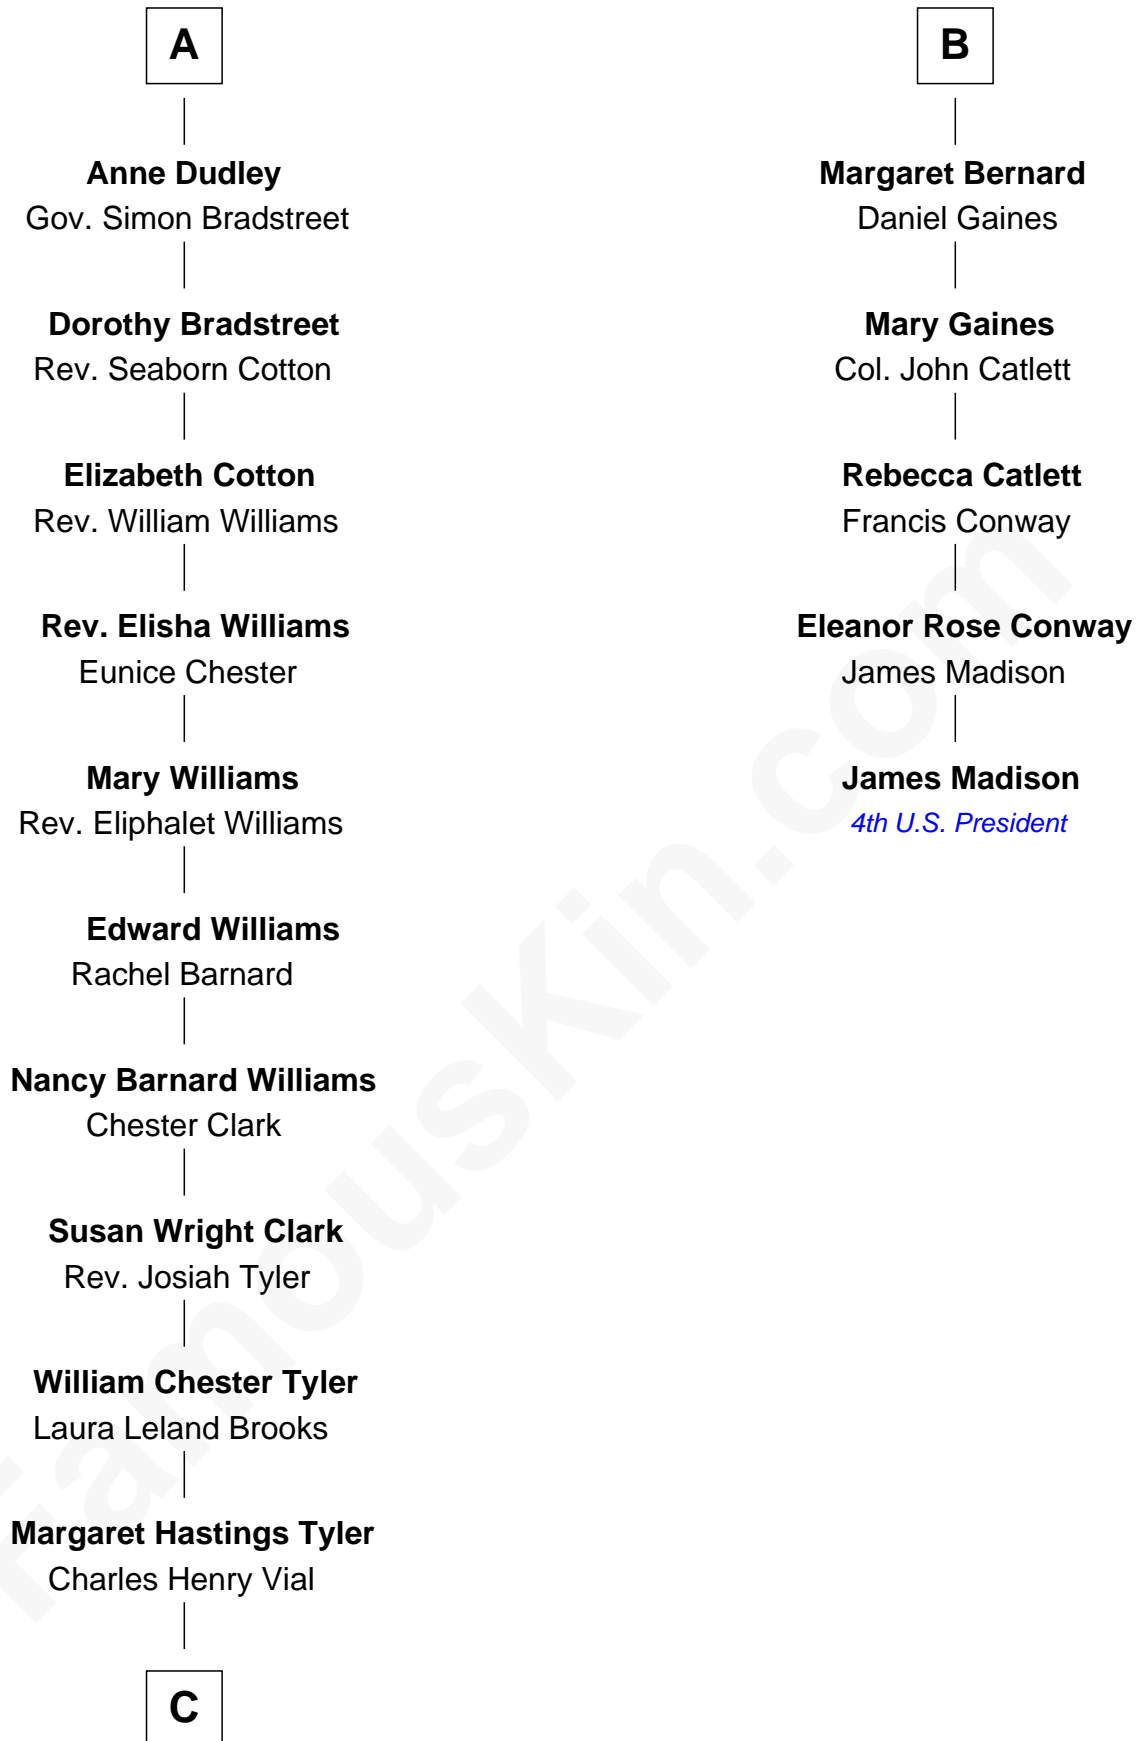 A
Anne Dudley
Gov. Simon Bradstreet
Dorothy Bradstreet
Rev. Seaborn Cotton
Elizabeth Cotton
Rev. William Williams
Rev. Elisha Williams
Eunice Chester
Mary Williams
Rev. Eliphalet Williams
Edward Williams
Rachel Barnard
Nancy Barnard Williams
Chester Clark
Susan Wright Clark
Rev. Josiah Tyler
William Chester Tyler
Laura Leland Brooks
Margaret Hastings Tyler
Charles Henry Vial
C
B
Margaret Bernard
Daniel Gaines
Mary Gaines
Col. John Catlett
Rebecca Catlett
Francis Conway
Eleanor Rose Conway
James Madison
James Madison
4th U.S. President
FamousKin.com